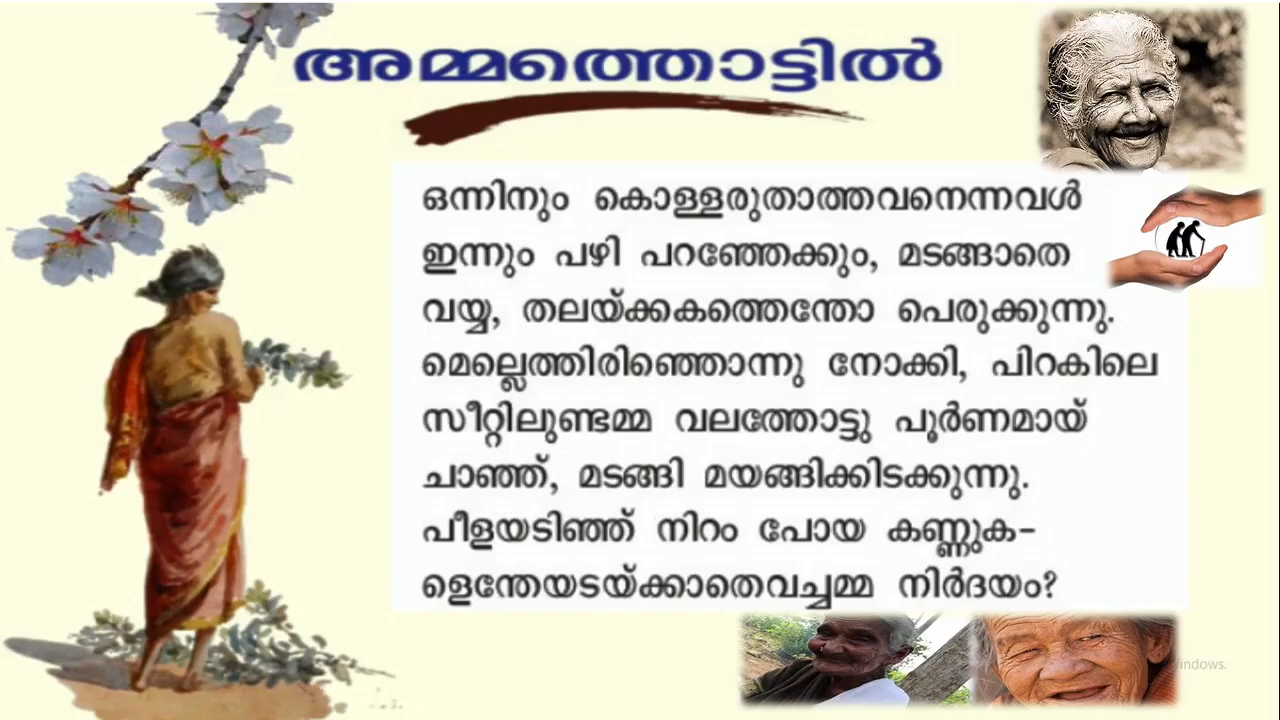 അമ്മത്തൊട്ടിൽ
ഒന്നിനും കൊള്ളരുതാത്തവനെന്നവൾ
ഇന്നും പഴി പറഞ്ഞേക്കും, മടങ്ങാതെ
വയ്യ, തലയ്ക്കകത്തെന്തോ പെരുക്കുന്നു.
മെല്ലെത്തിരിഞ്ഞൊന്നു നോക്കി, പിറകിലെ
സീറ്റിലുണ്ടമ്മ വലത്തോട്ടു പൂർണമായ്
ചാഞ്ഞ്, മടങ്ങി മയങ്ങിക്കിടക്കുന്നു.
പീളയടിഞ്ഞ് നിറം പോയ കണ്ണുക-
ളെന്തേയടയ്ക്കാതെവച്ചമ്മ നിർദയം?
indows.